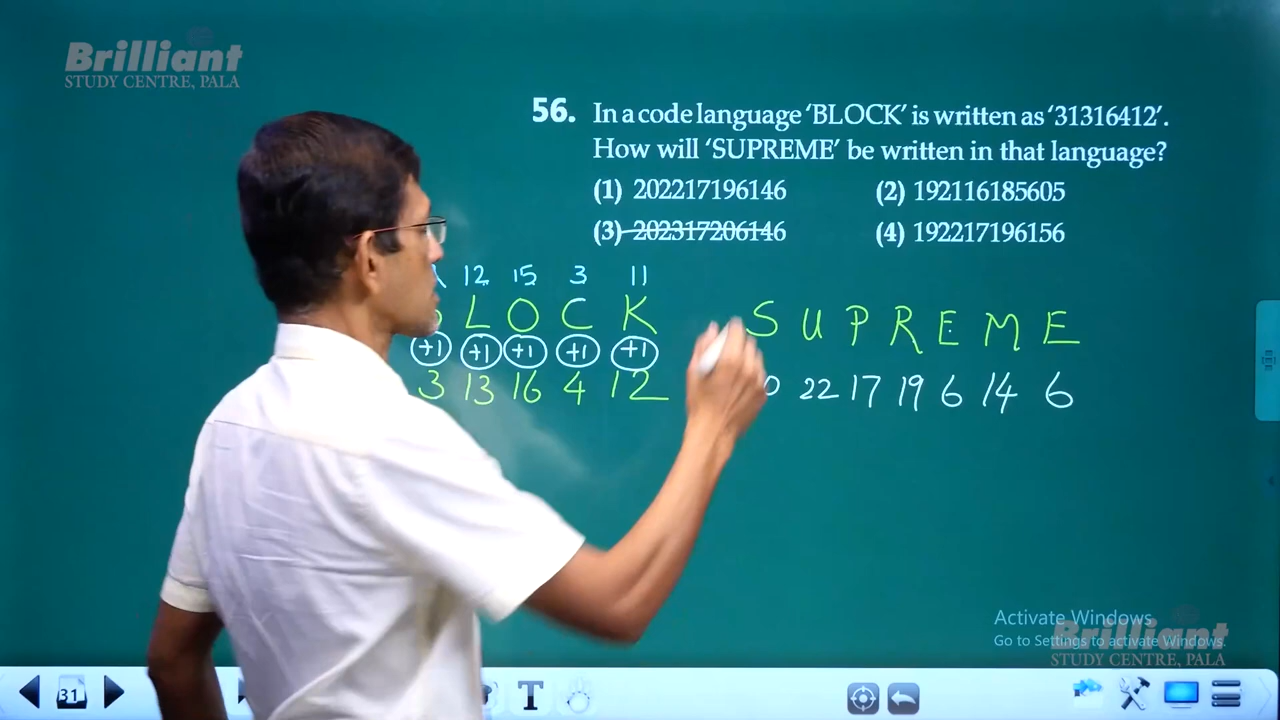 Brilliant
STUDY CENTRE, PALA
56. In a code language ‘BLOCK’ is written as ‘31316412’.
How will ‘SUPREME’ be written in that language?
(1) 202217196146 (2) 192116185605
(3) 202317206146 (4) 192217196156
12 15 3 11
L O C K S U P R E M E
+1 +1 +1 +1 +1
3 13 16 4 12 22 17 19 6 14 6
Activate Windows
Go to Settings to activate Windows.
Brilliant
STUDY CENTRE, PALA
31
T